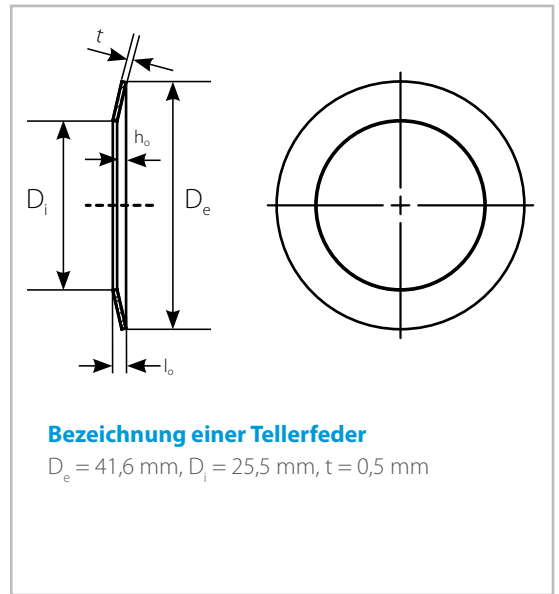 t
hₒ
Dᵢ
Dₑ
lₒ
Bezeichnung einer Tellerfeder
Dₑ = 41,6 mm, Dᵢ = 25,5 mm, t = 0,5 mm